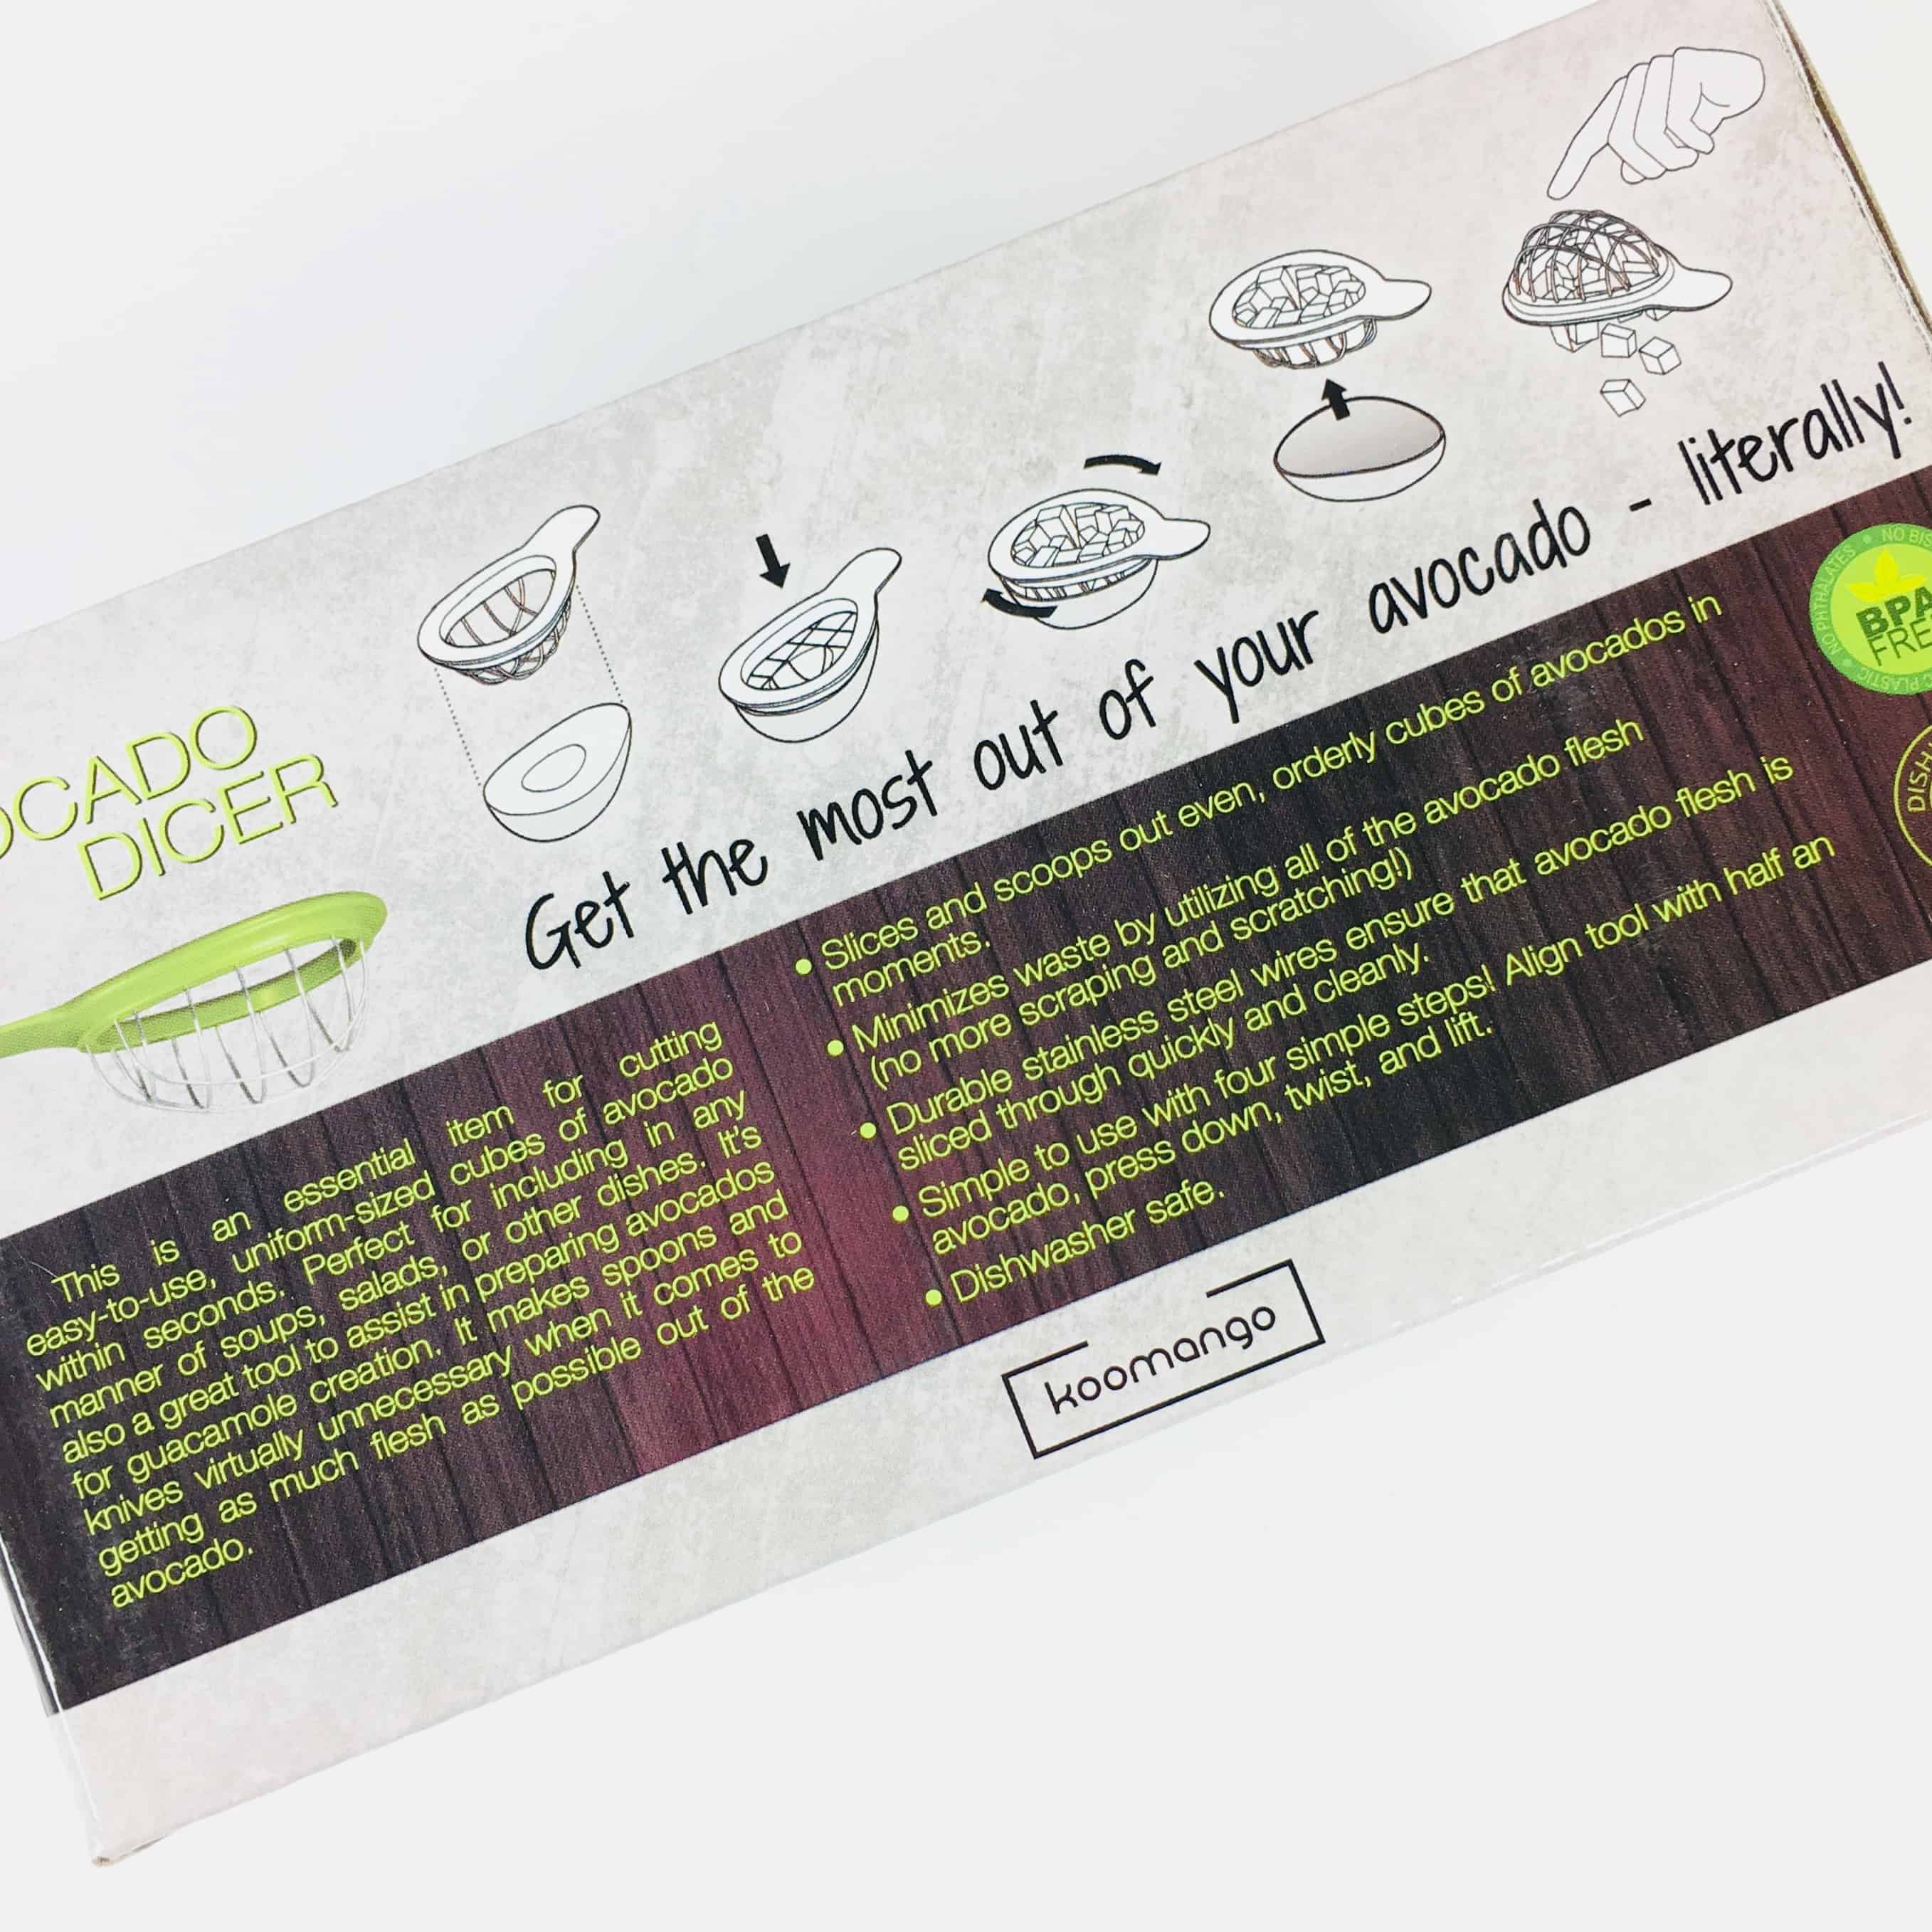 OCADO
DICER
Get the most out of your avocado - literally!
This is an essential item for cutting
easy-to-use, uniform-sized cubes of avocado
within seconds. Perfect for including in any
manner of soups, salads, or other dishes. It's
also a great tool to assist in preparing avocados
for guacamole creation. It makes spoons and
knives virtually unnecessary when it comes to
getting as much flesh as possible out of the
avocado.
• Slices and scoops out even, orderly cubes of avocados in
moments.
• Minimizes waste by utilizing all of the avocado flesh
(no more scraping and scratching!)
• Durable stainless steel wires ensure that avocado flesh is
sliced through quickly and cleanly.
• Simple to use with four simple steps! Align tool with half an
avocado, press down, twist, and lift.
• Dishwasher safe.
NO PHTHALATES • NO BIS
BPA
FRE
C PLASTIC
DISH
koomango